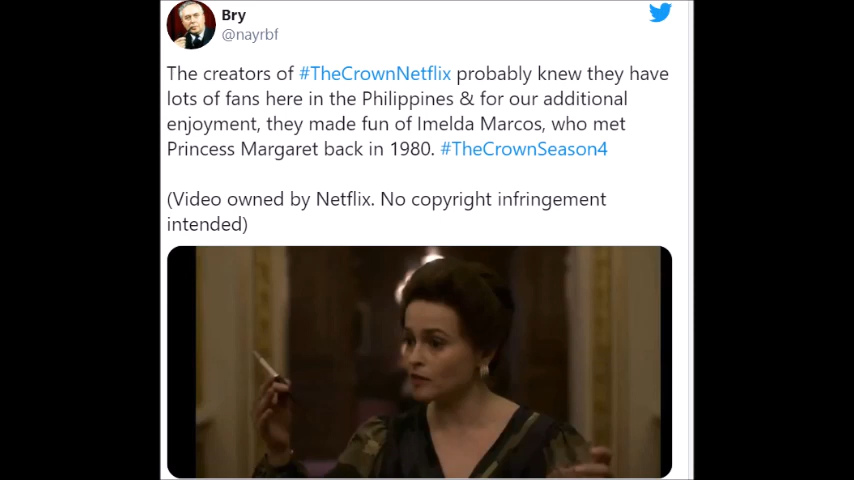 Bry
@nayrbf
The creators of #TheCrownNetflix probably knew they have
lots of fans here in the Philippines & for our additional
enjoyment, they made fun of Imelda Marcos, who met
Princess Margaret back in 1980. #TheCrownSeason4
(Video owned by Netflix. No copyright infringement
intended)